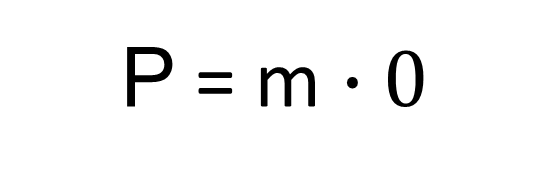 P = m · 0